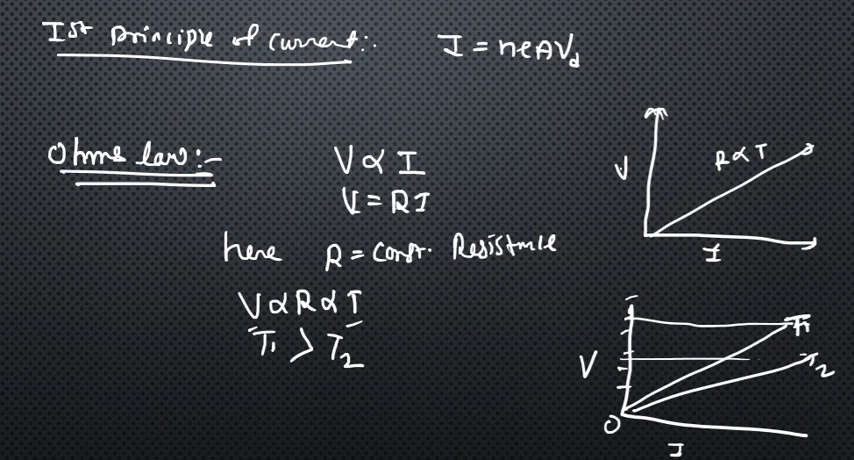 Ist principle of current:.
I = neAVd
Ohms law:-
V ∝ I
V = RI
here R = const. Resistance
V ∝ R ∝ T
T1 > T2
V
R ∝ T
I
T1
T2
V
O
I